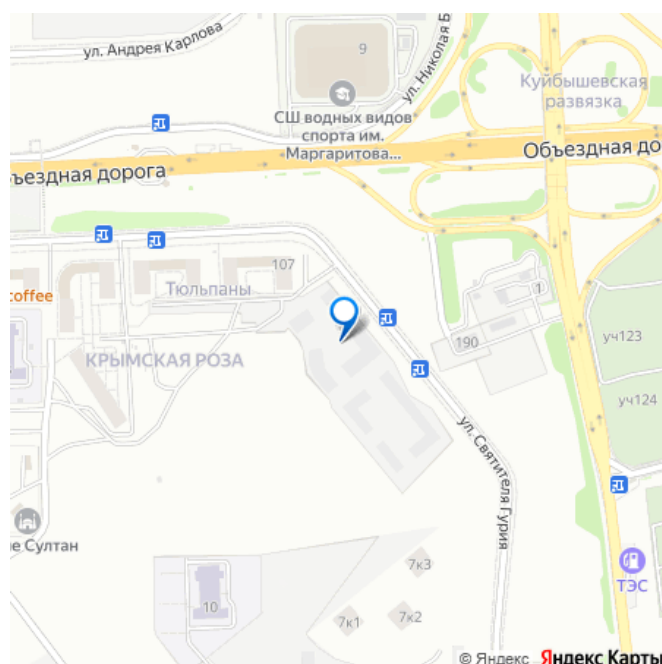 ул. Андрея Карлова
9
ул. Николая Б
СШ водных видов
спорта им.
Маргаритова...
Куйбышевская
развязка
Объездная до
ъездная дорога
107
Тюльпаны
coffee
1
190
уч123
КРЫМСКАЯ РОЗА
уч124
ул. Святителя Гурия
е Султан
7к3
ТЭС
10
7к1
7к2
© Яндекс Яндекс Карты